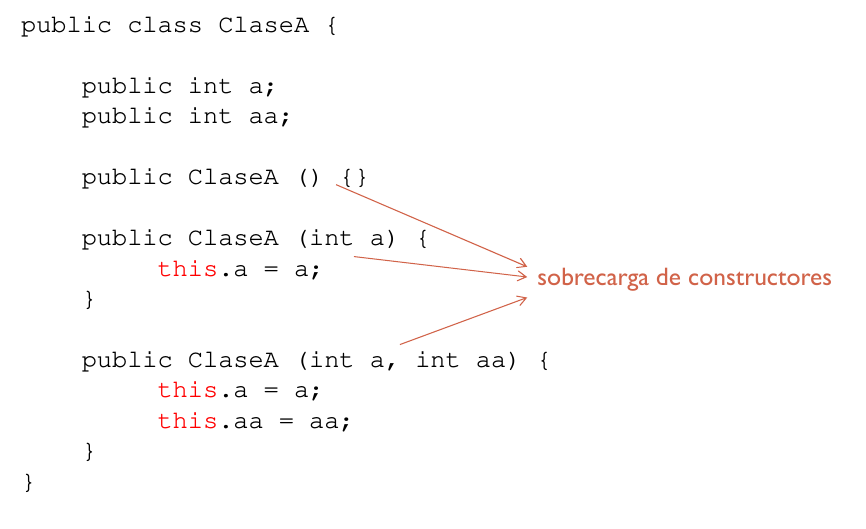 public class ClaseA {
public int a;
public int aa;
public ClaseA () {}
public ClaseA (int a) {
this.a = a;
}
sobrecarga de constructores
public ClaseA (int a, int aa) {
this.a = a;
this.aa = aa;
}
}